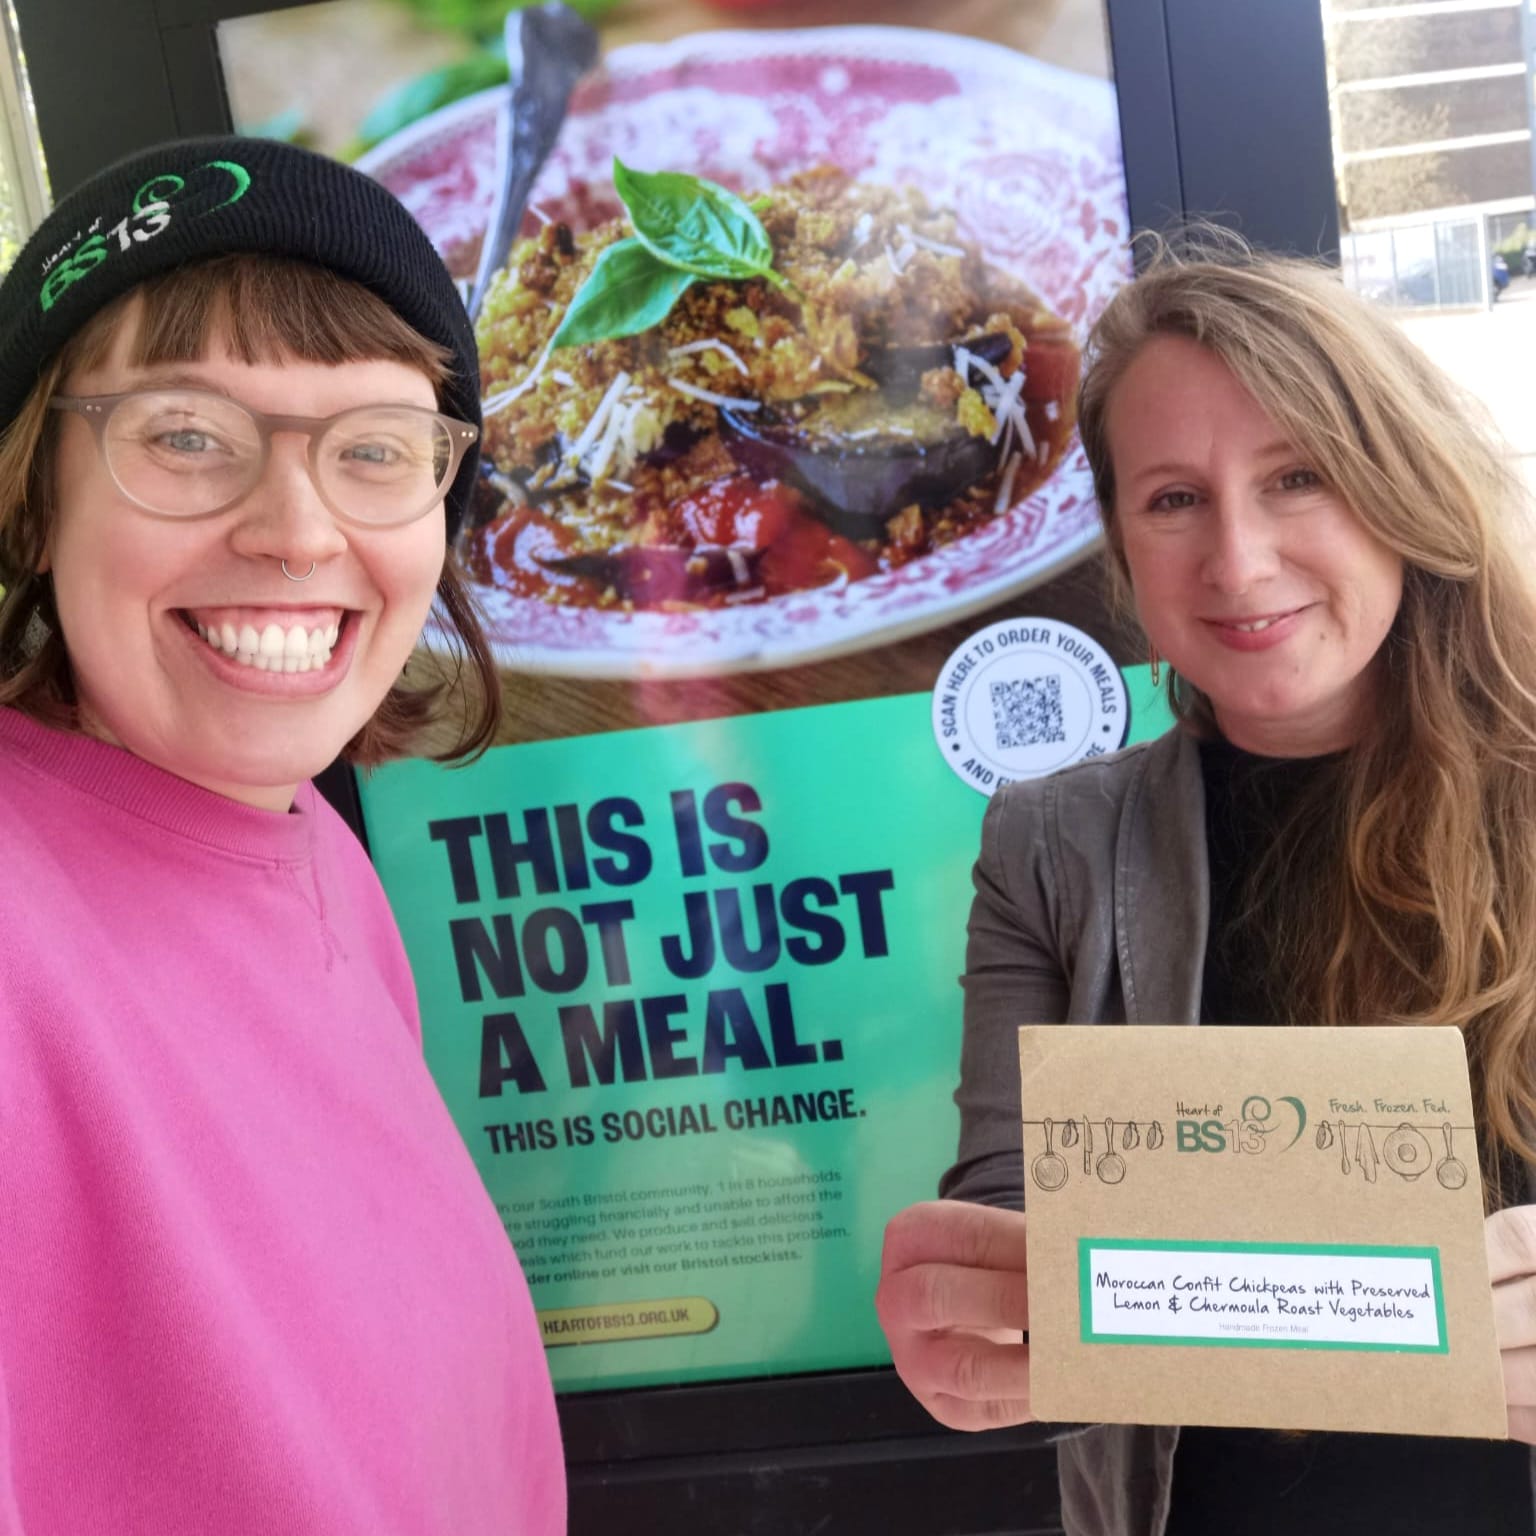 Heart of
BS13
SCAN HERE TO ORDER YOUR MEALS
AND
THIS IS
NOT JUST
A MEAL.
THIS IS SOCIAL CHANGE.
our South Bristol community, 1 in 8 households
struggling financially and unable to afford the
they need. We produce and sell delicious
which fund our work to tackle this problem.
online or visit our Bristol stockists.
HEARTOFBS13.ORG.UK
Heart of
BS13
Fresh. Frozen. Fed.
Moroccan Confit Chickpeas with Preserved
Lemon & Chermoula Roast Vegetables
Handmade Frozen Meal